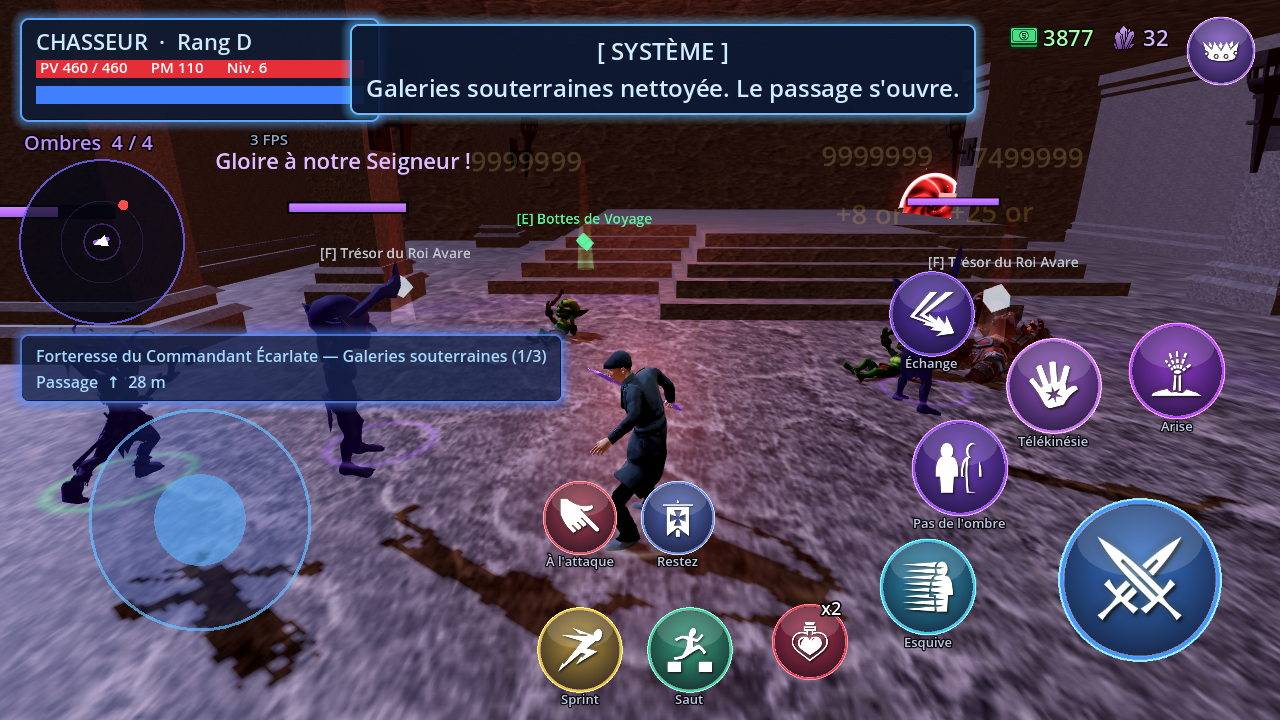 CHASSEUR · Rang D
PV 460 / 460 PM 110 Niv. 6
[ SYSTÈME ]
Galeries souterraines nettoyée. Le passage s'ouvre.
3877
32
Ombres 4 / 4
3 FPS
Gloire à notre Seigneur !
9999999
9999999
7499999
+8 or
+25 or
[E] Bottes de Voyage
[F] Trésor du Roi Avare
[F] Trésor du Roi Avare
Forteresse du Commandant Écarlate — Galeries souterraines (1/3)
Passage ↑ 28 m
Échange
Télékinésie
Arise
Pas de l'ombre
À l'attaque
Restez
Esquive
x2
Sprint
Saut